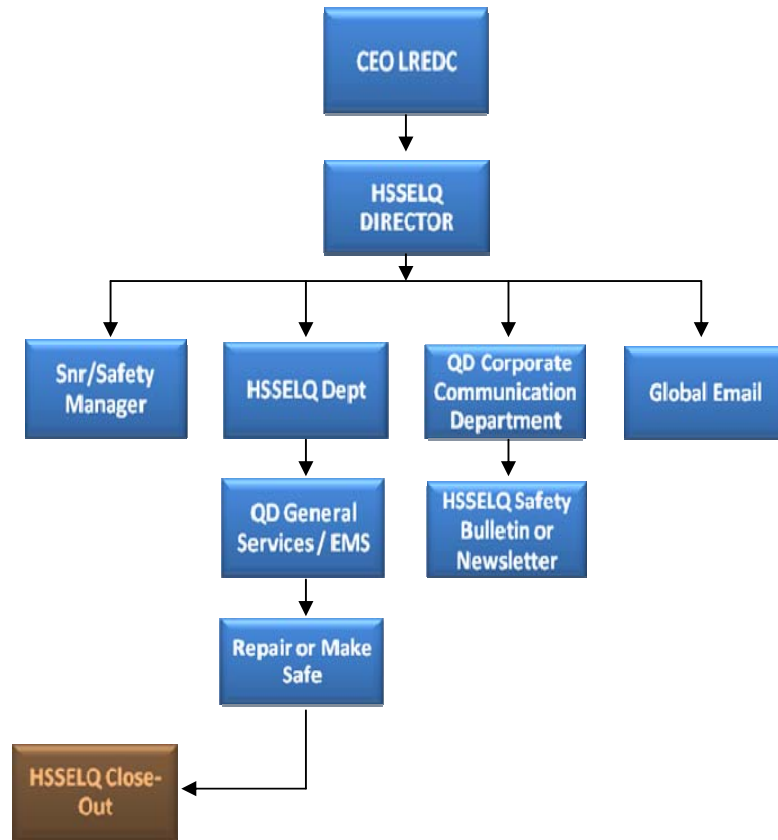 CEO LREDC
HSSELQ
DIRECTOR
Snr/Safety
Manager
HSSELQ Dept
QD Corporate
Communication
Department
Global Email
QD General
Services / EMS
HSSELQ Safety
Bulletin or
Newsletter
Repair or Make
Safe
HSSELQ Close-
Out